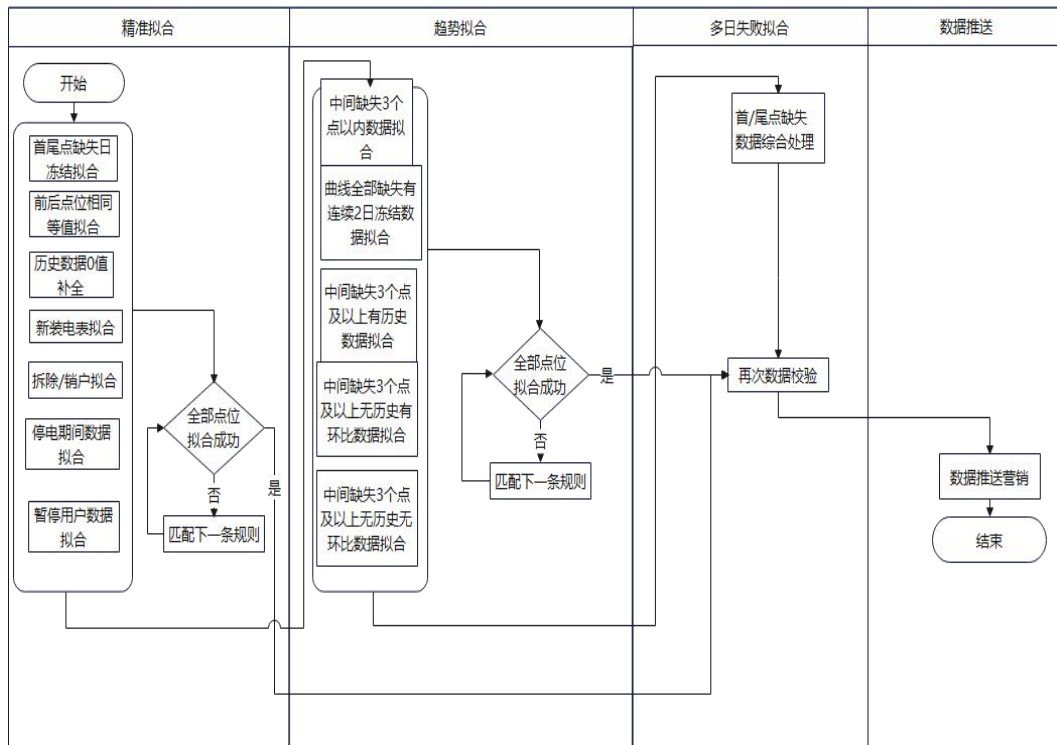 精准拟合
趋势拟合
多日失败拟合
数据推送
开始
首尾点缺失日
冻结拟合
前后点位相同
等值拟合
历史数据0值
补全
新装电表拟合
拆除/销户拟合
停电期间数据
拟合
暂停用户数据
拟合
全部点位
拟合成功
否
是
匹配下一条规则
中间缺失3个
点以内数据拟
合
曲线全部缺失有
连续2日冻结数
据拟合
中间缺失3个点
及以上有历史
数据拟合
中间缺失3个点
及以上无历史有
环比数据拟合
中间缺失3个点
及以上无历史无
环比数据拟合
全部点位
拟合成功
是
否
匹配下一条规则
首/尾点缺失
数据综合处理
再次数据校验
数据推送营销
结束